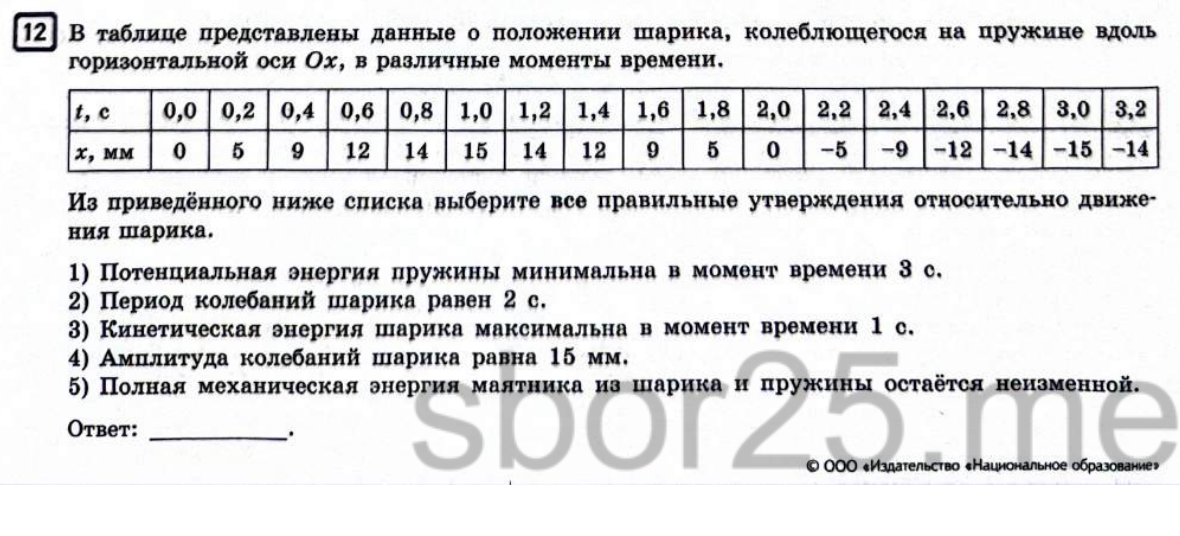 12 В таблице представлены данные о положении шарика, колеблющегося на пружине вдоль
горизонтальной оси Ox, в различные моменты времени.
t, с 0,0 0,2 0,4 0,6 0,8 1,0 1,2 1,4 1,6 1,8 2,0 2,2 2,4 2,6 2,8 3,0 3,2
x, мм 0 5 9 12 14 15 14 12 9 5 0 –5 –9 –12 –14 –15 –14
Из приведённого ниже списка выберите все правильные утверждения относительно движе-
ния шарика.
1) Потенциальная энергия пружины минимальна в момент времени 3 с.
2) Период колебаний шарика равен 2 с.
3) Кинетическая энергия шарика максимальна в момент времени 1 с.
4) Амплитуда колебаний шарика равна 15 мм.
5) Полная механическая энергия маятника из шарика и пружины остаётся неизменной.
Ответ: ____________.
sbor25.me
© ООО «Издательство «Национальное образование»